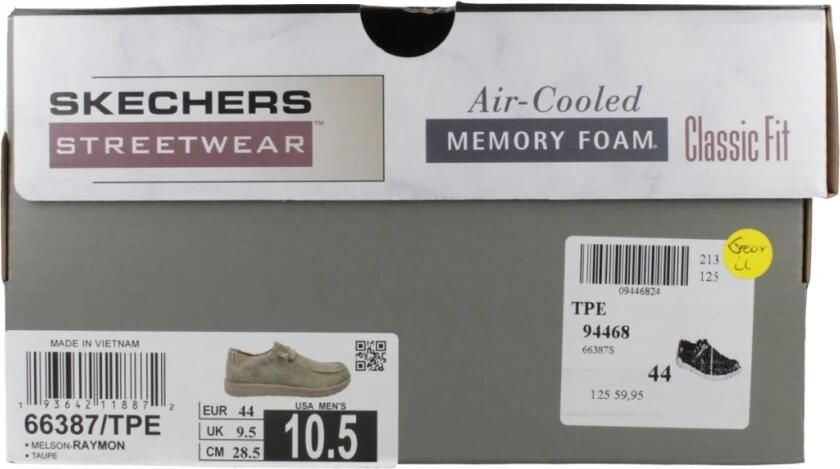 SKECHERS
STREETWEAR™
Air-Cooled
MEMORY FOAM®
Classic Fit
213
125
09446824
TPE
94468
66387S
44
125 59,95
MADE IN VIETNAM
1 93642 11887 2
66387/TPE
• MELSON-RAYMON
• TAUPE
EUR 44
UK 9.5
CM 28.5
USA MEN'S
10.5